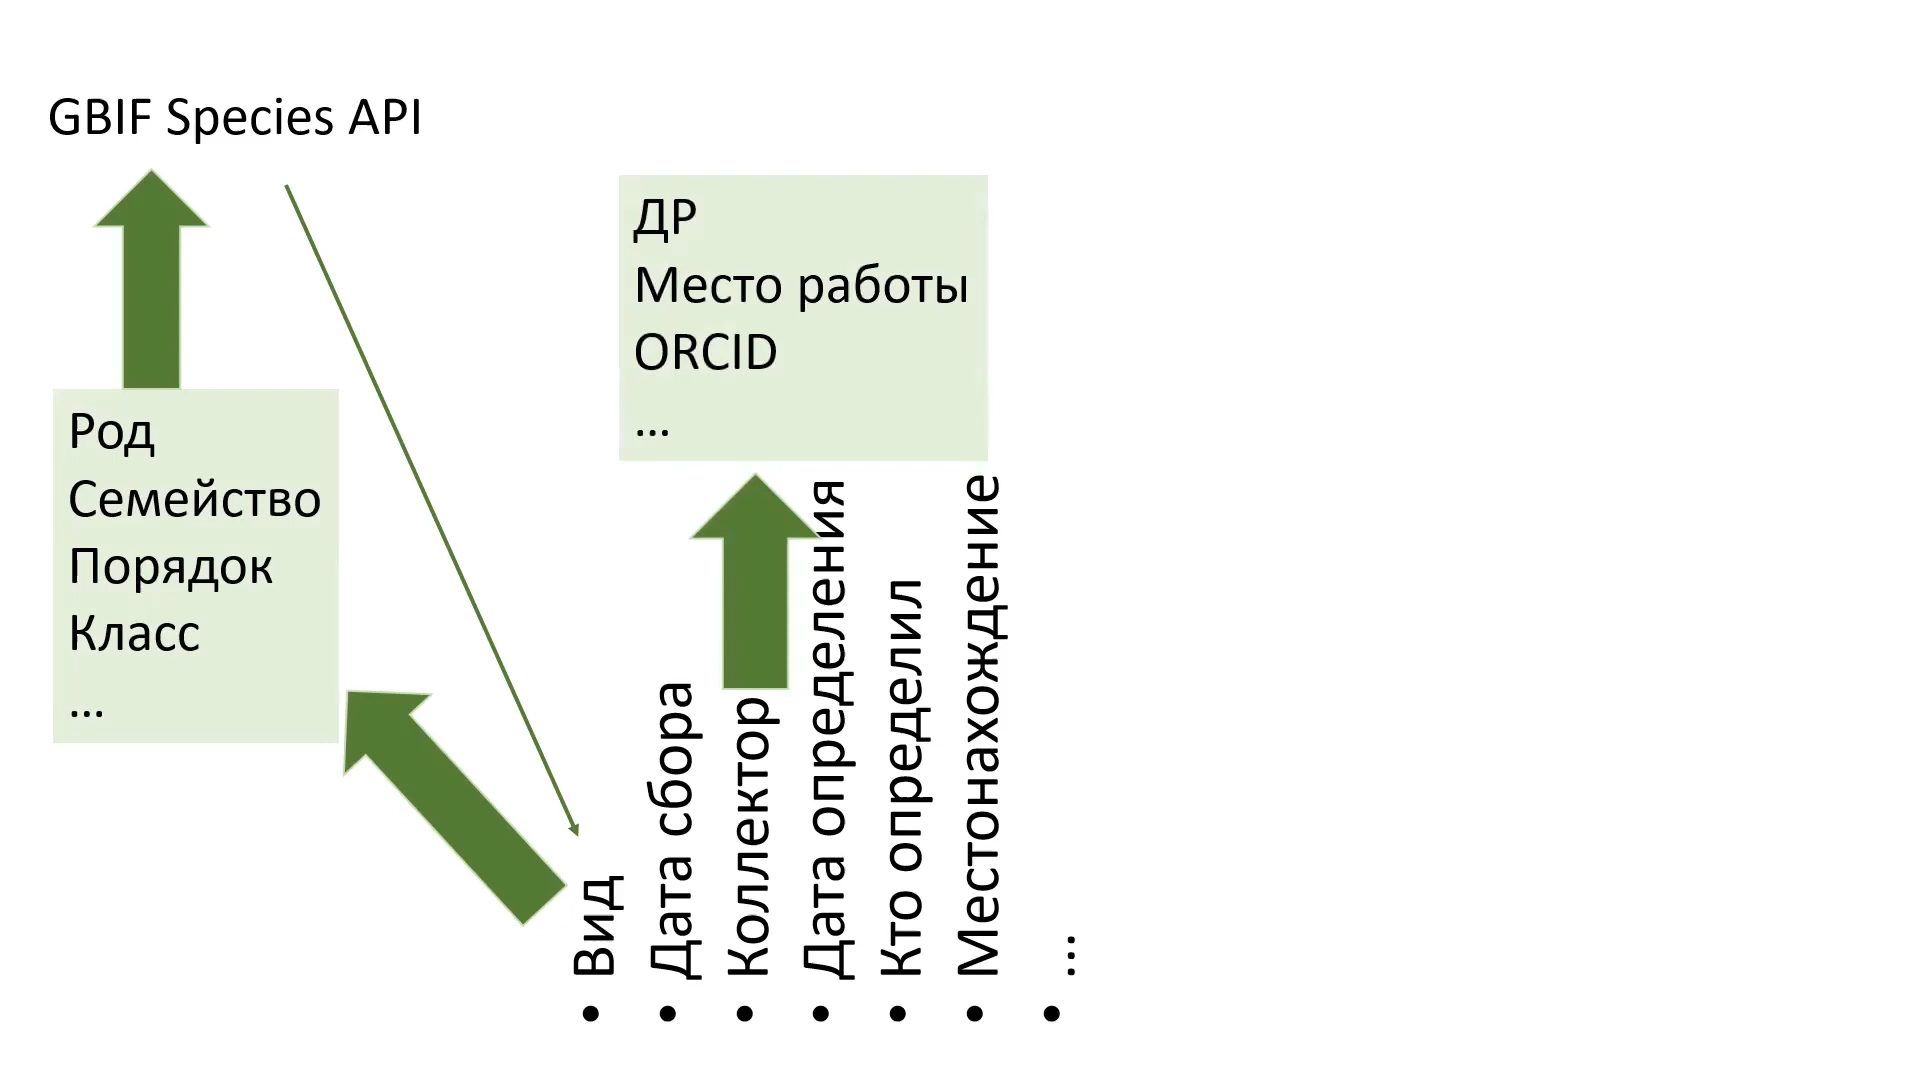 GBIF Species API
ДР
Место работы
ORCID
...
Род
Семейство
Порядок
Класс
...
• Вид
• Дата сбора
• Коллектор
• Дата определения
• Кто определил
• Местонахождение
• ...